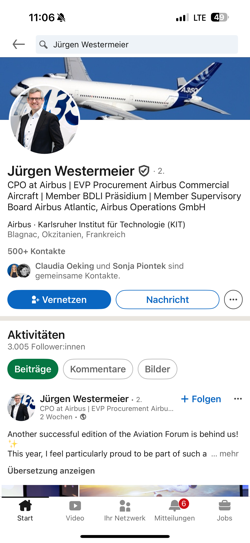 11:06
LTE
49
Jürgen Westermeier
A350
Jürgen Westermeier · 2.
CPO at Airbus | EVP Procurement Airbus Commercial
Aircraft | Member BDLI Präsidium | Member Supervisory
Board Airbus Atlantic, Airbus Operations GmbH
Airbus · Karlsruher Institut für Technologie (KIT)
Blagnac, Okzitanien, Frankreich
500+ Kontakte
Claudia Oeking und Sonja Piontek sind
gemeinsame Kontakte.
Vernetzen
Nachricht
Aktivitäten
3.005 Follower:innen
Beiträge
Kommentare
Bilder
Jürgen Westermeier · 2.
+ Folgen
CPO at Airbus | EVP Procurement Airbu...
2 Wochen ·
Another successful edition of the Aviation Forum is behind us!
✨
This year, I feel particularly proud to be part of such a ... mehr
Übersetzung anzeigen
6
Start
Video
Ihr Netzwerk
Mitteilungen
Jobs